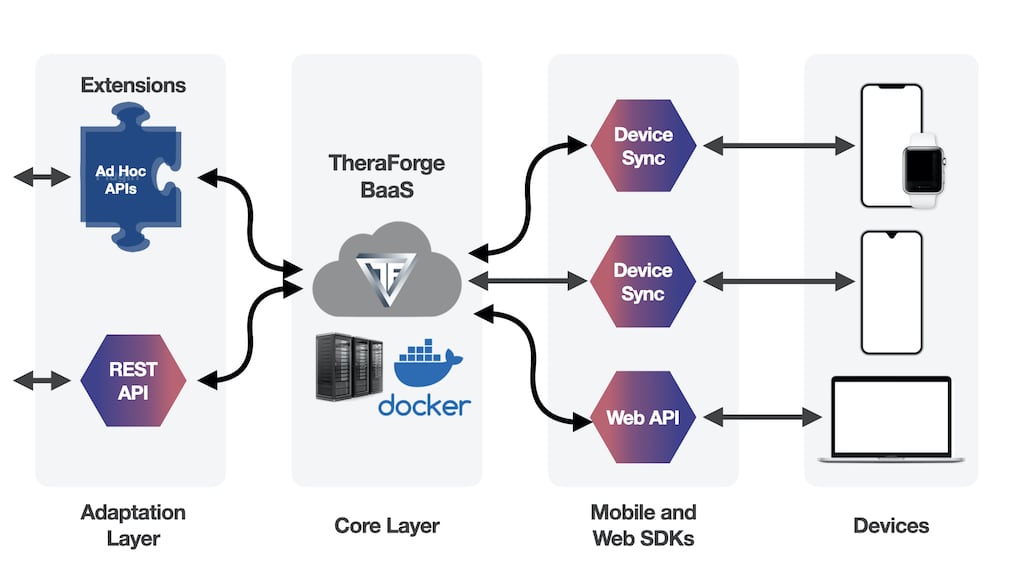 Extensions
Ad Hoc
APIs
REST
API
Adaptation
Layer
TheraForge
BaaS
TF
docker
Core Layer
Device
Sync
Device
Sync
Web API
Mobile and
Web SDKs
Devices